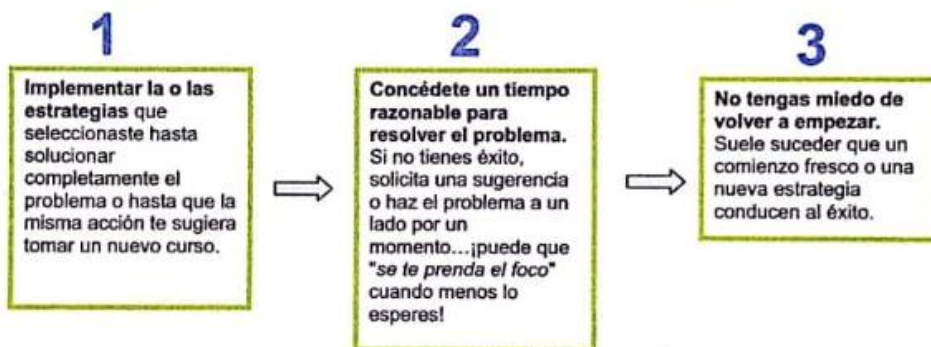 1
Implementar la o las
estrategias que
seleccionaste hasta
solucionar
completamente el
problema o hasta que la
misma acción te sugiera
tomar un nuevo curso.
2
Concédete un tiempo
razonable para
resolver el problema.
Si no tienes éxito,
solicita una sugerencia
o haz el problema a un
lado por un
momento...¡puede que
"se te prenda el foco"
cuando menos lo
esperes!
3
No tengas miedo de
volver a empezar.
Suele suceder que un
comienzo fresco o una
nueva estrategia
conducen al éxito.